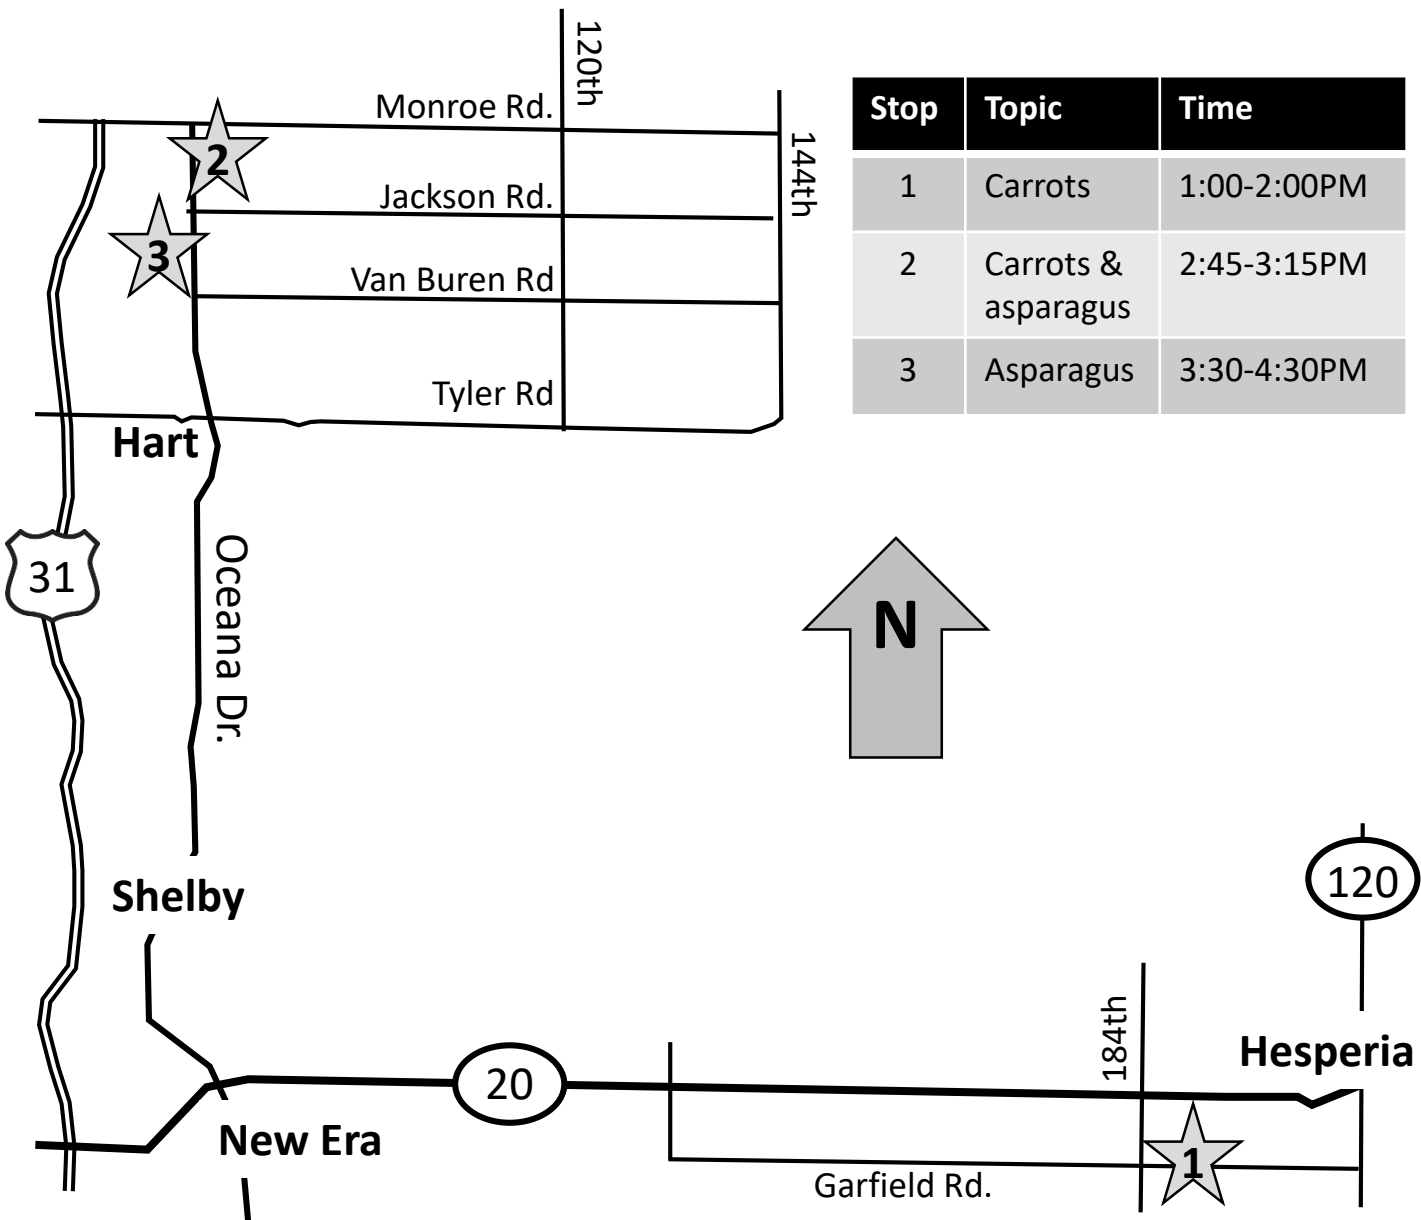 120th
Monroe Rd.
144th
2
Jackson Rd.
3
Van Buren Rd
Tyler Rd
Hart
Stop Topic Time
1 Carrots 1:00-2:00PM
2 Carrots & 2:45-3:15PM
asparagus
3 Asparagus 3:30-4:30PM
31
Oceana Dr.
N
Shelby
120
184th
Hesperia
20
New Era
1
Garfield Rd.